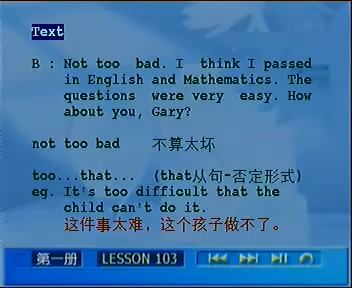 Text
B : Not too bad. I think I passed
in English and Mathematics. The
questions were very easy. How
about you, Gary?
not too bad 不算太坏
too...that... (that从句-否定形式)
eg. It's too difficult that the
child can't do it.
这件事太难，这个孩子做不了。
第一册 LESSON 103